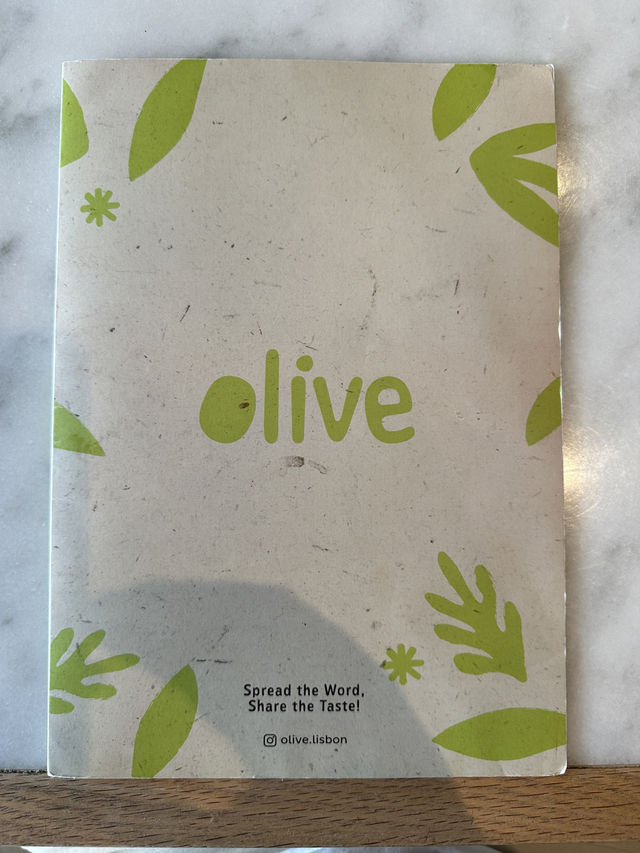 olive
Spread the Word,
Share the Taste!
olive.lisbon